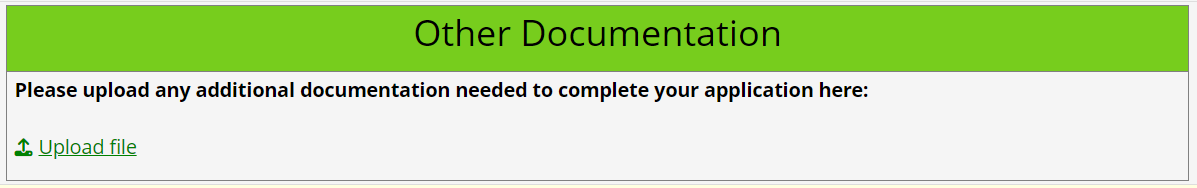 Other Documentation
Please upload any additional documentation needed to complete your application here:
Upload file